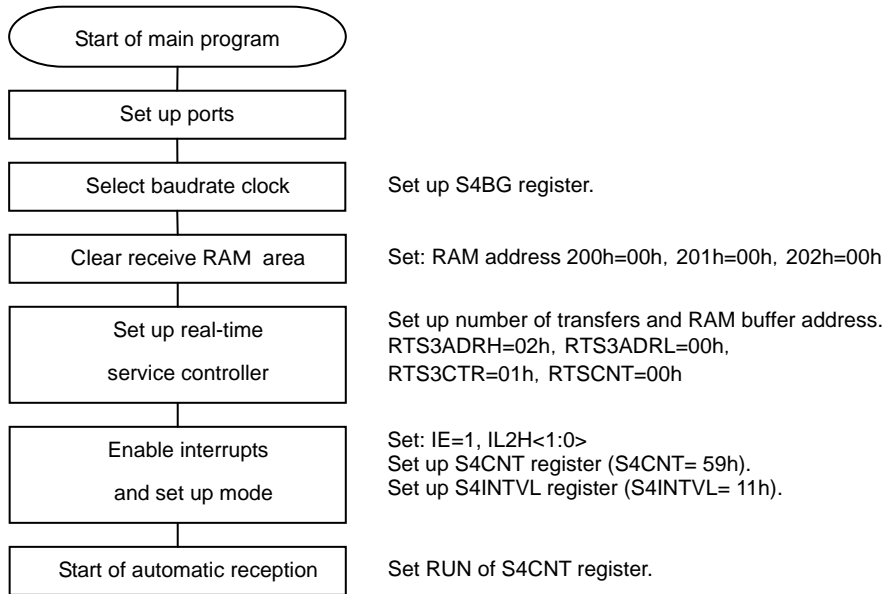 Start of main program
Set up ports
Select baudrate clock
Set up S4BG register.
Clear receive RAM area
Set: RAM address 200h=00h, 201h=00h, 202h=00h
Set up real-time
service controller
Set up number of transfers and RAM buffer address.
RTS3ADRH=02h, RTS3ADRL=00h,
RTS3CTR=01h, RTSCNT=00h
Enable interrupts
and set up mode
Set: IE=1, IL2H<1:0>
Set up S4CNT register (S4CNT= 59h).
Set up S4INTVL register (S4INTVL= 11h).
Start of automatic reception
Set RUN of S4CNT register.